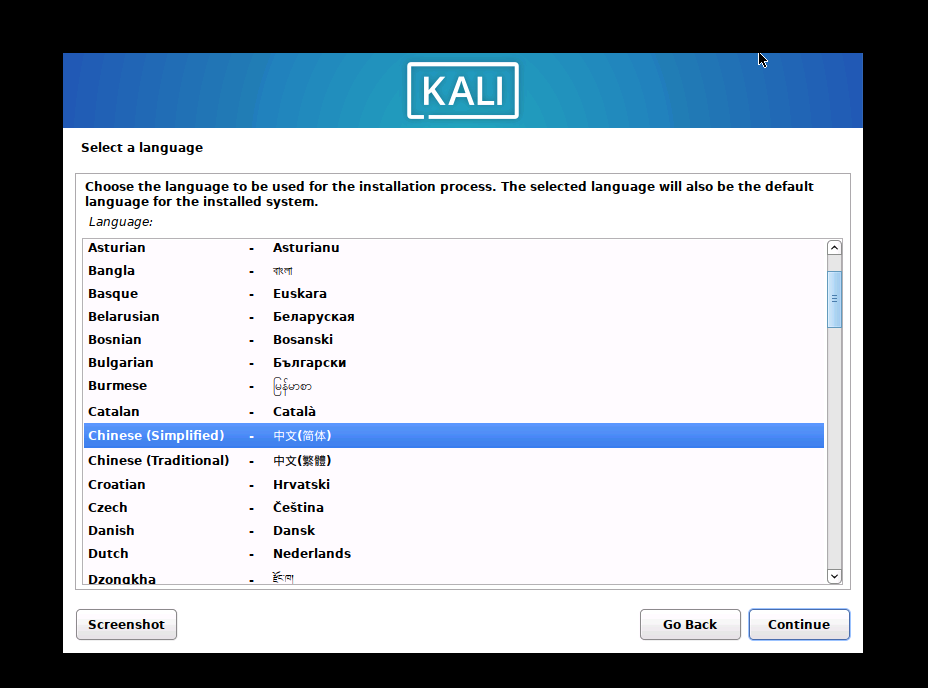 KALI
Select a language
Choose the language to be used for the installation process. The selected language will also be the default
language for the installed system.
Language:
Asturian - Asturianu
Bangla - বাংলা
Basque - Euskara
Belarusian - Беларуская
Bosnian - Bosanski
Bulgarian - Български
Burmese - မြန်မာစာ
Catalan - Català
Chinese (Simplified) - 中文(简体)
Chinese (Traditional) - 中文(繁體)
Croatian - Hrvatski
Czech - Čeština
Danish - Dansk
Dutch - Nederlands
Dzongkha - རྫོང་ཁ།
Screenshot Go Back Continue